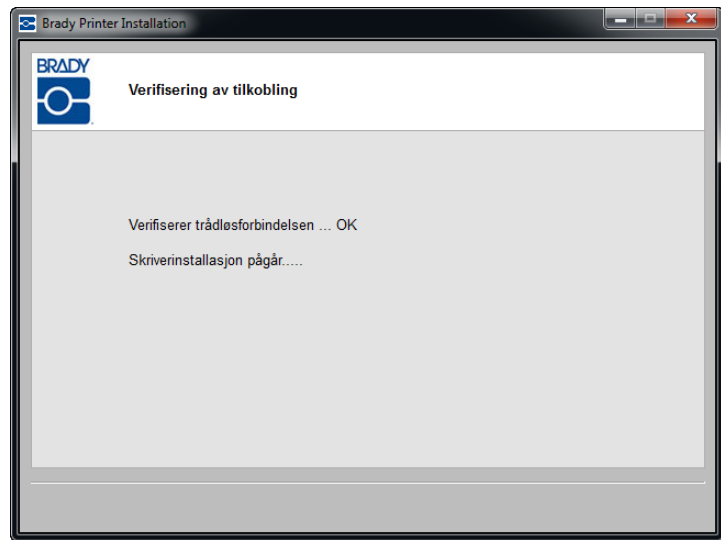 Brady Printer Installation
BRADY
Verifisering av tilkobling
Verifiserer trådløsforbindelsen ... OK
Skriverinstallasjon pågår.....